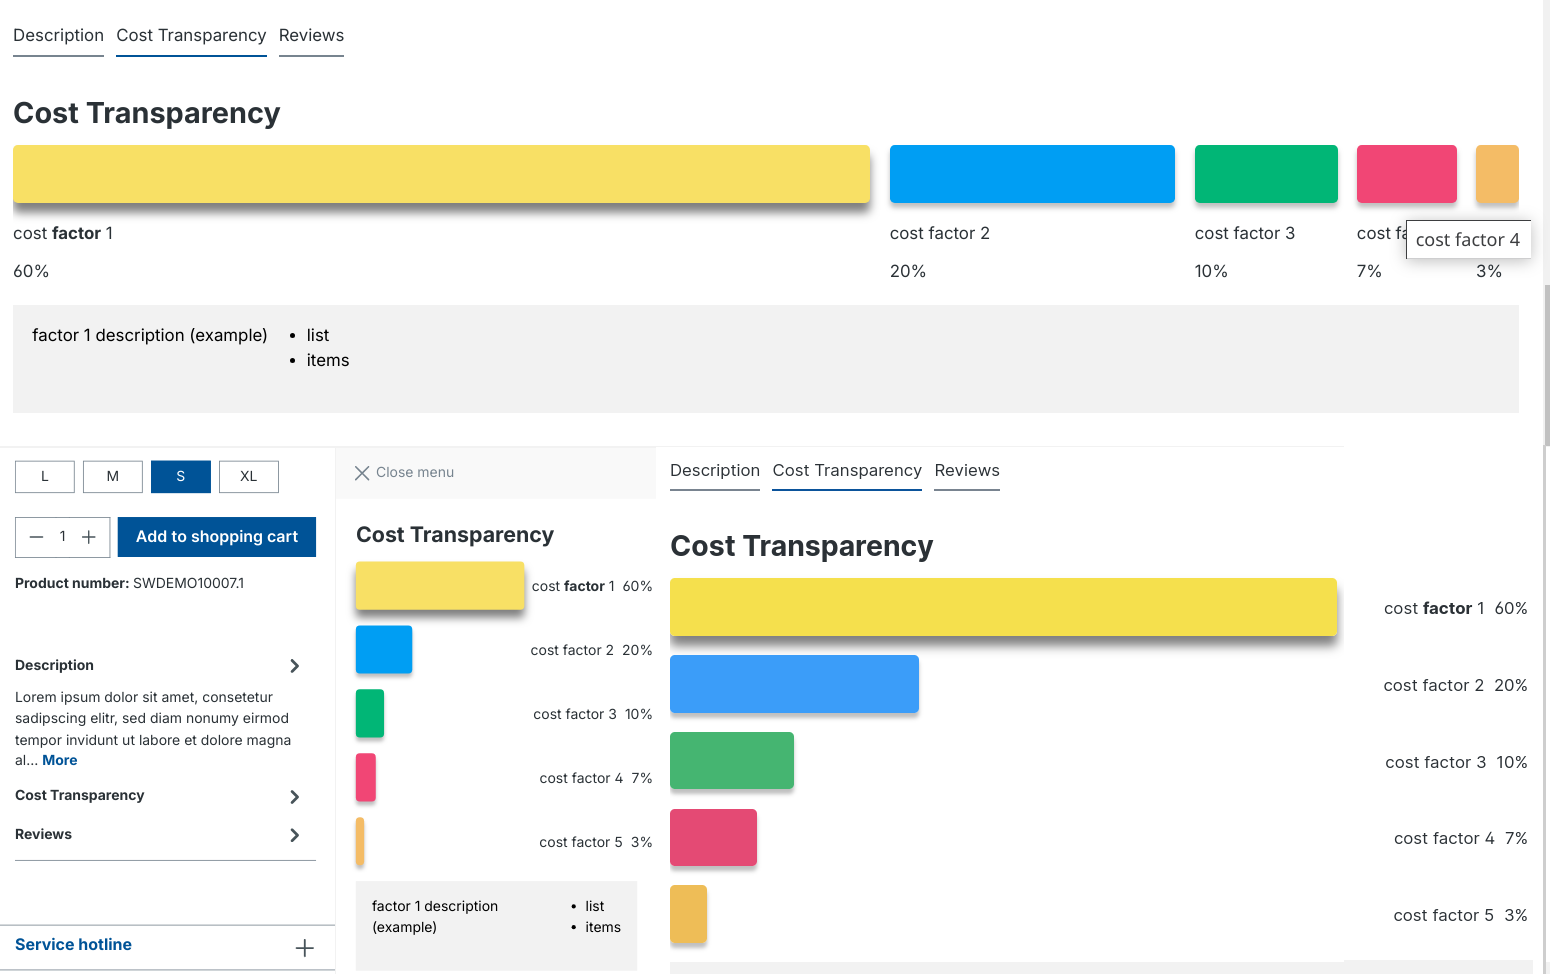 Description Cost Transparency Reviews
Cost Transparency
cost factor 1 cost factor 2 cost factor 3 cost fa cost factor 4
60% 20% 10% 7% 3%
factor 1 description (example) • list
• items
L M S XL
1 Add to shopping cart
Product number: SWDEMO10007.1
Description
Lorem ipsum dolor sit amet, consetetur
sadipscing elitr, sed diam nonumy eirmod
tempor invidunt ut labore et dolore magna
al... More
Cost Transparency
Reviews
Service hotline
Close menu
Cost Transparency
cost factor 1 60%
cost factor 2 20%
cost factor 3 10%
cost factor 4 7%
cost factor 5 3%
factor 1 description • list
(example) • items
Description Cost Transparency Reviews
Cost Transparency
cost factor 1 60%
cost factor 2 20%
cost factor 3 10%
cost factor 4 7%
cost factor 5 3%